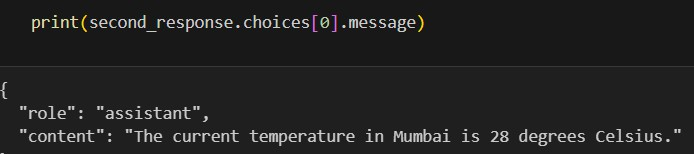 print(second_response.choices[0].message)
{
"role": "assistant",
"content": "The current temperature in Mumbai is 28 degrees Celsius."